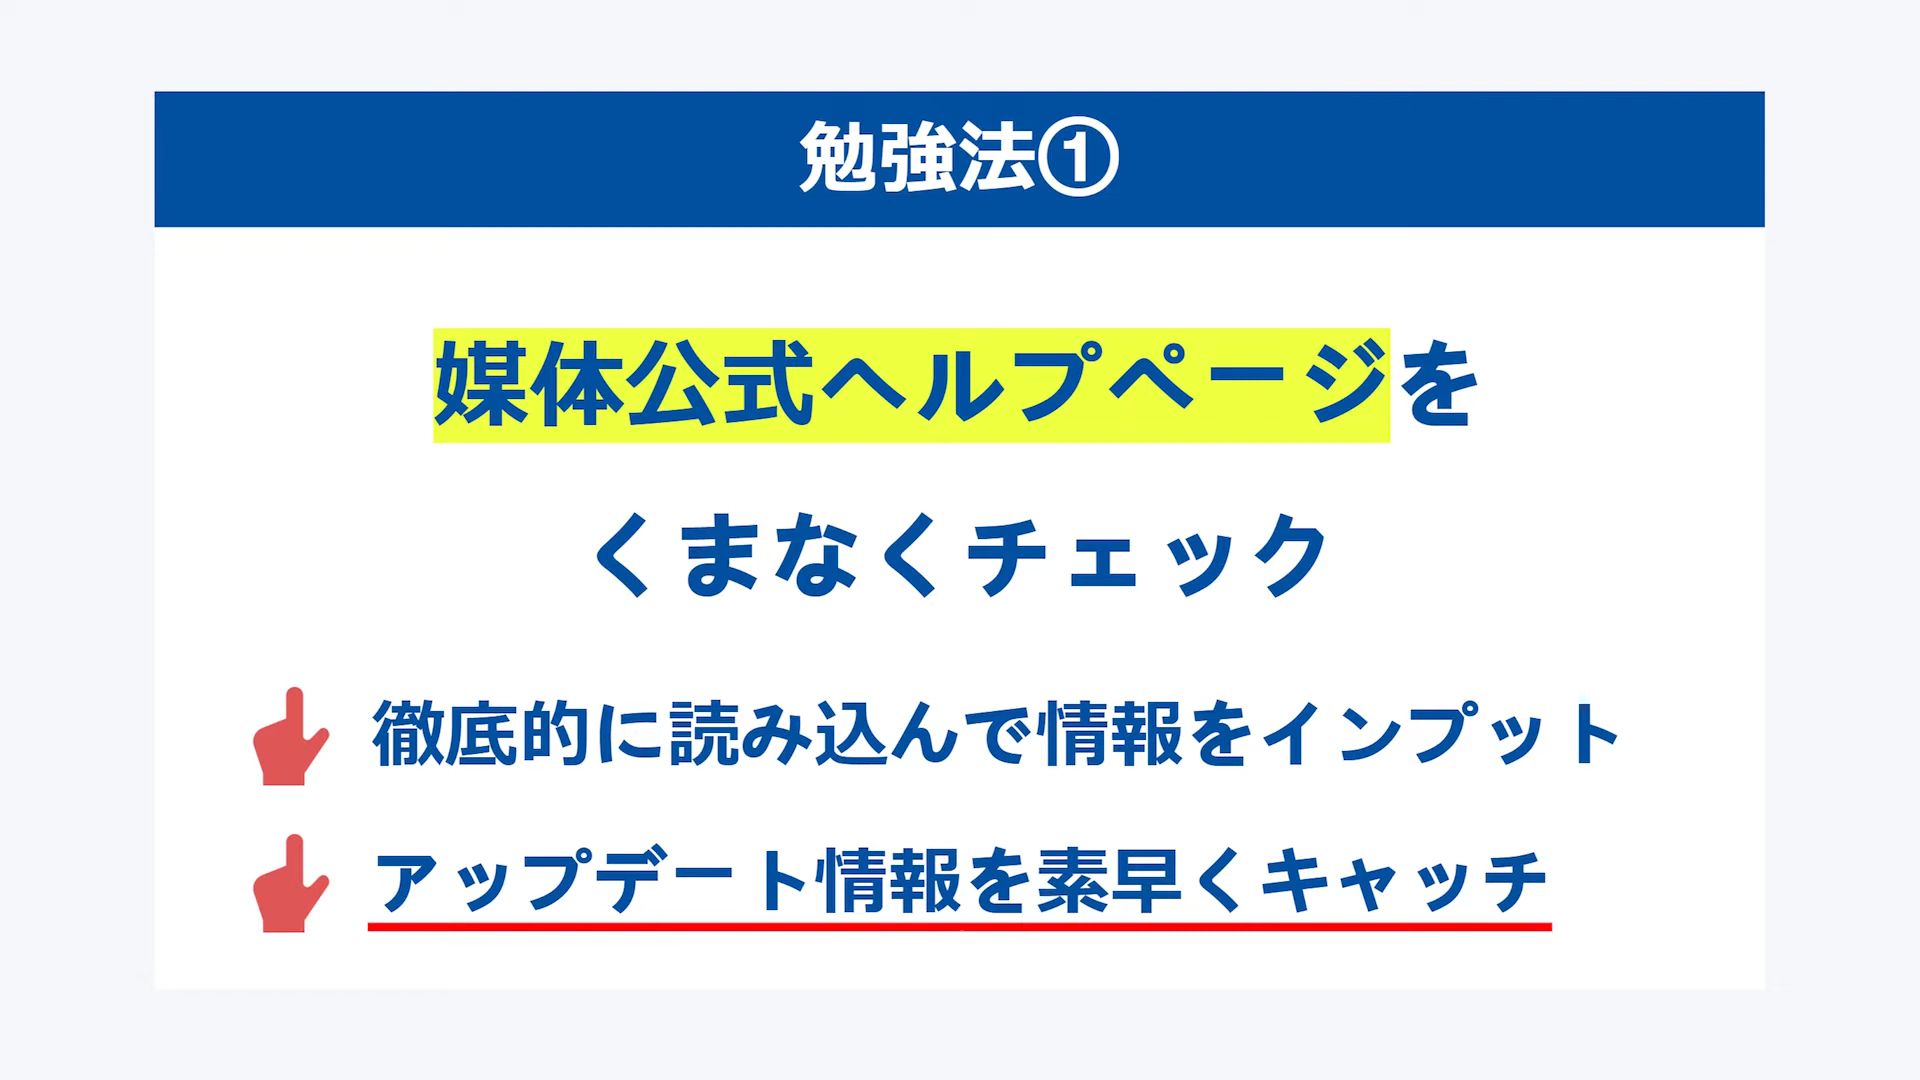 勉強法①
媒体公式ヘルプページを
くまなくチェック
徹底的に読み込んで情報をインプット
アップデート情報を素早くキャッチ